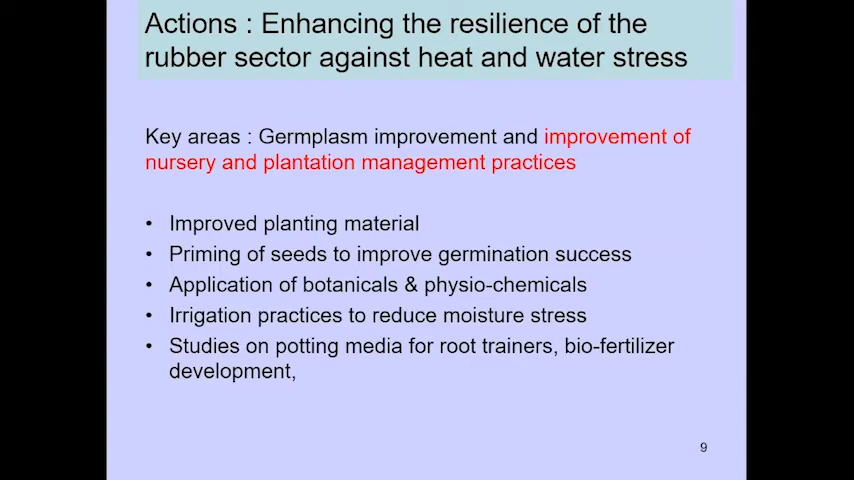 Actions : Enhancing the resilience of the
rubber sector against heat and water stress
Key areas : Germplasm improvement and improvement of
nursery and plantation management practices
• Improved planting material
• Priming of seeds to improve germination success
• Application of botanicals & physio-chemicals
• Irrigation practices to reduce moisture stress
• Studies on potting media for root trainers, bio-fertilizer
development,
9